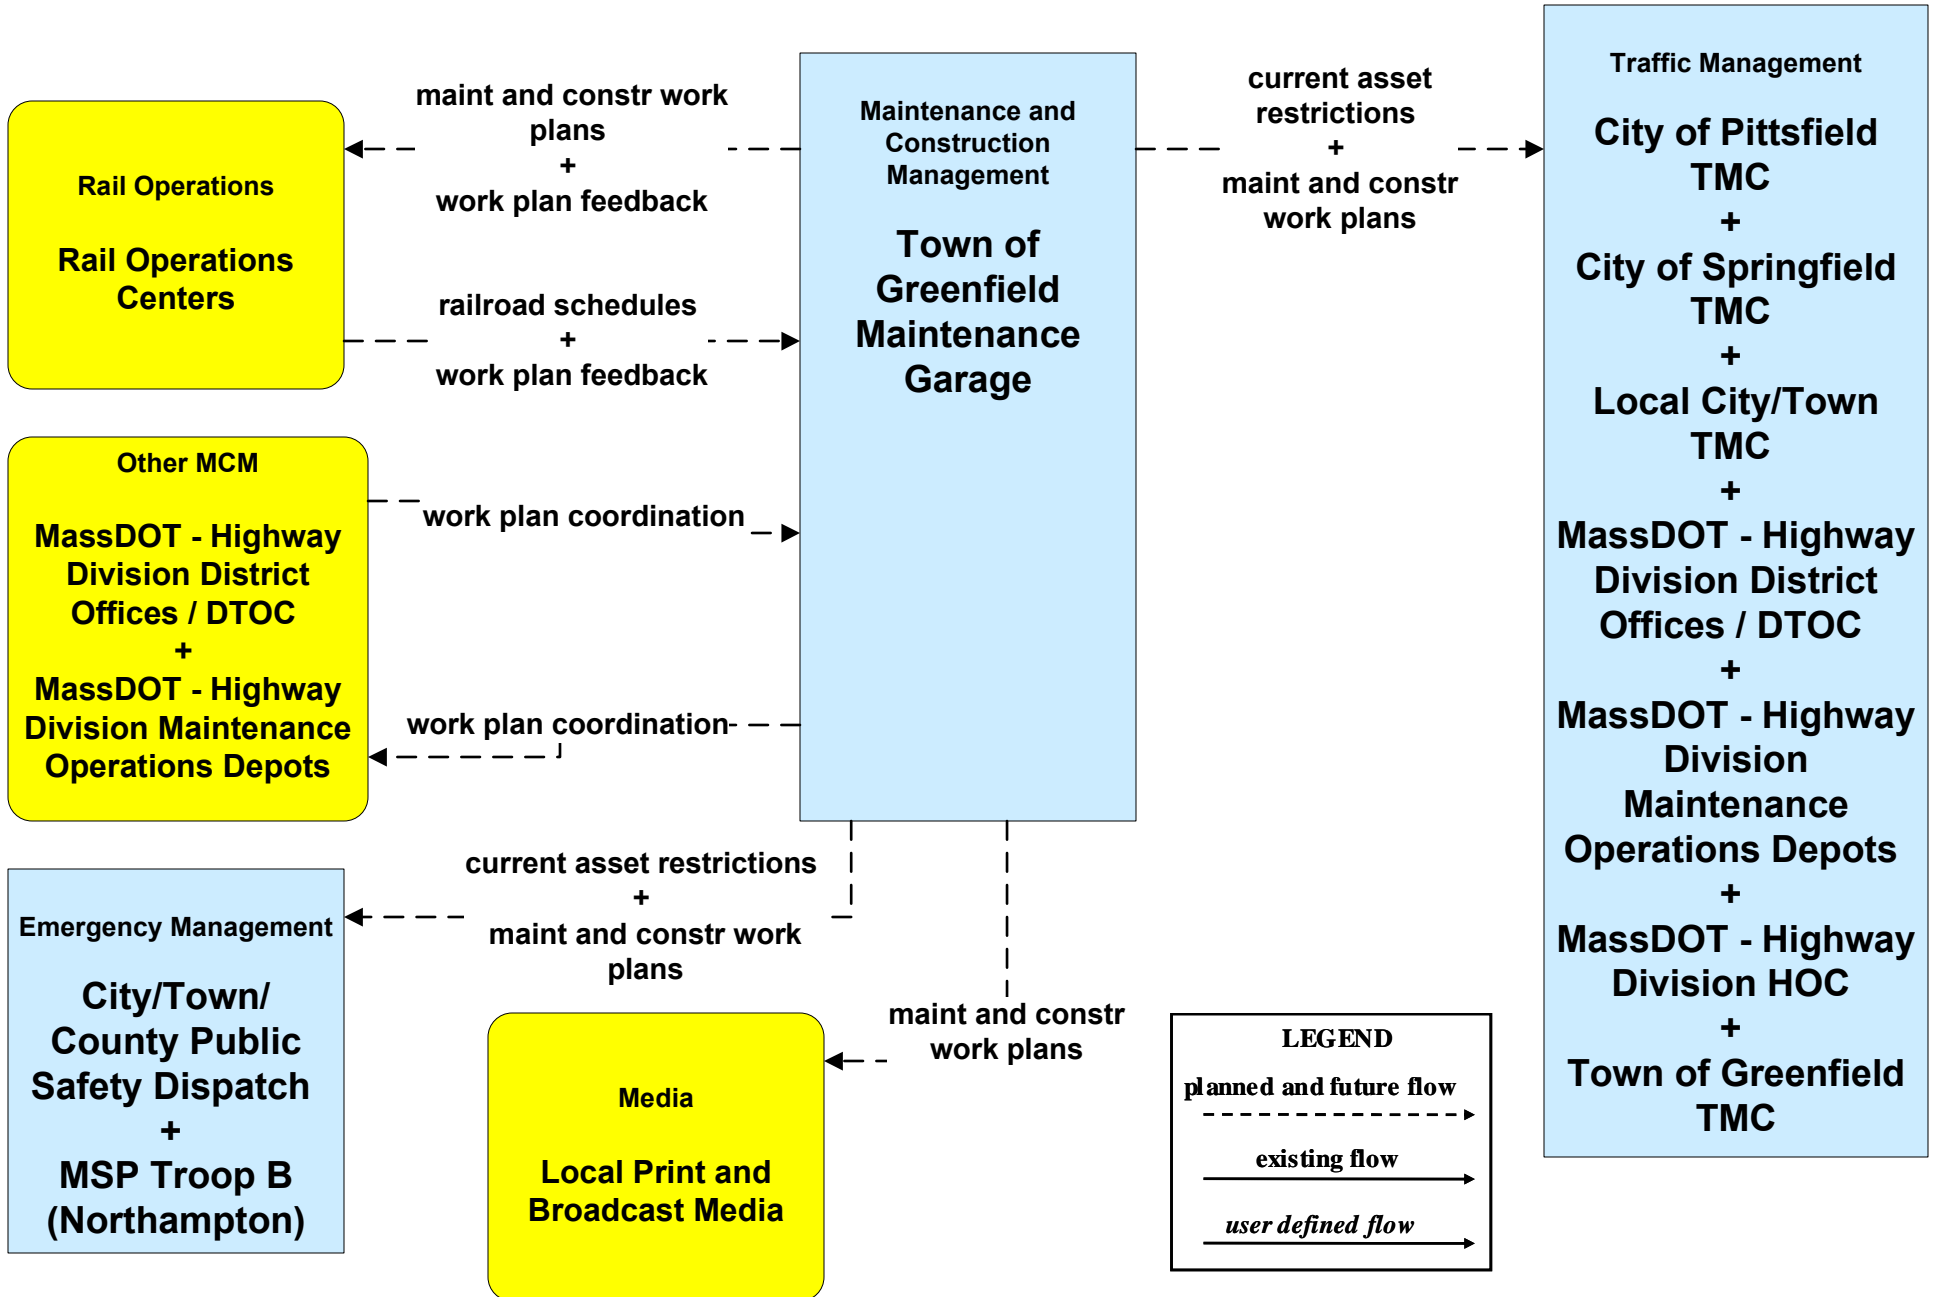 Rail Operations
Rail Operations
Centers
maint and constr work
plans
+
work plan feedback
railroad schedules
+
work plan feedback
Other MCM
MassDOT - Highway
Division District
Offices / DTOC
+
MassDOT - Highway
Division Maintenance
Operations Depots
work plan coordination
work plan coordination
Maintenance and
Construction
Management
Town of
Greenfield
Maintenance
Garage
current asset
restrictions
+
maint and constr
work plans
Traffic Management
City of Pittsfield
TMC
+
City of Springfield
TMC
+
Local City/Town
TMC
+
MassDOT - Highway
Division District
Offices / DTOC
+
MassDOT - Highway
Division
Maintenance
Operations Depots
+
MassDOT - Highway
Division HOC
+
Town of Greenfield
TMC
Emergency Management
City/Town/
County Public
Safety Dispatch
+
MSP Troop B
(Northampton)
current asset restrictions
+
maint and constr work
plans
Media
Local Print and
Broadcast Media
maint and constr
work plans
LEGEND
planned and future flow
existing flow
user defined flow